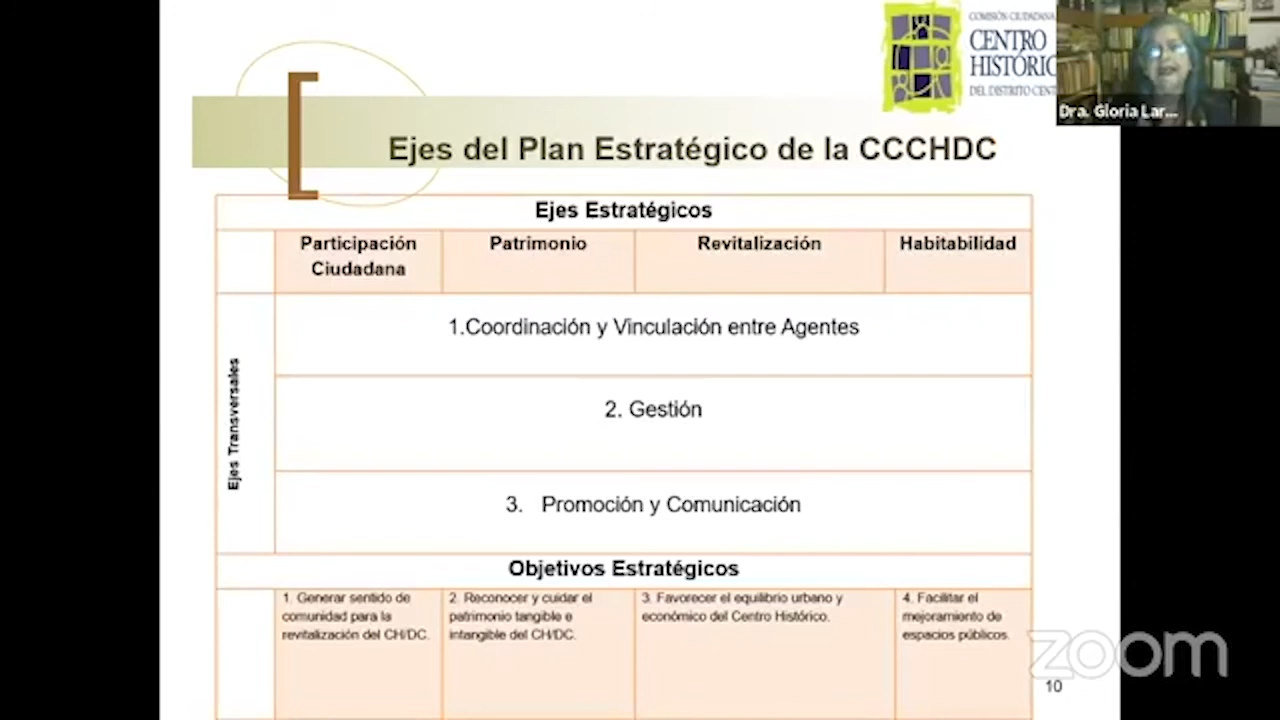 COMISIÓN CIUDADANA
CENTRO
HISTÓRIC
DEL DISTRITO CENT
Dra. Gloria Lar...
Ejes del Plan Estratégico de la CCCHDC
Ejes Estratégicos
Participación
Ciudadana
Patrimonio
Revitalización
Habitabilidad
Ejes Transversales
1.Coordinación y Vinculación entre Agentes
2. Gestión
3. Promoción y Comunicación
Objetivos Estratégicos
1. Generar sentido de
comunidad para la
revitalización del CH/DC.
2. Reconocer y cuidar el
patrimonio tangible e
intangible del CH/DC.
3. Favorecer el equilibrio urbano y
económico del Centro Histórico.
4. Facilitar el
mejoramiento de
espacios públicos.
zoom
10